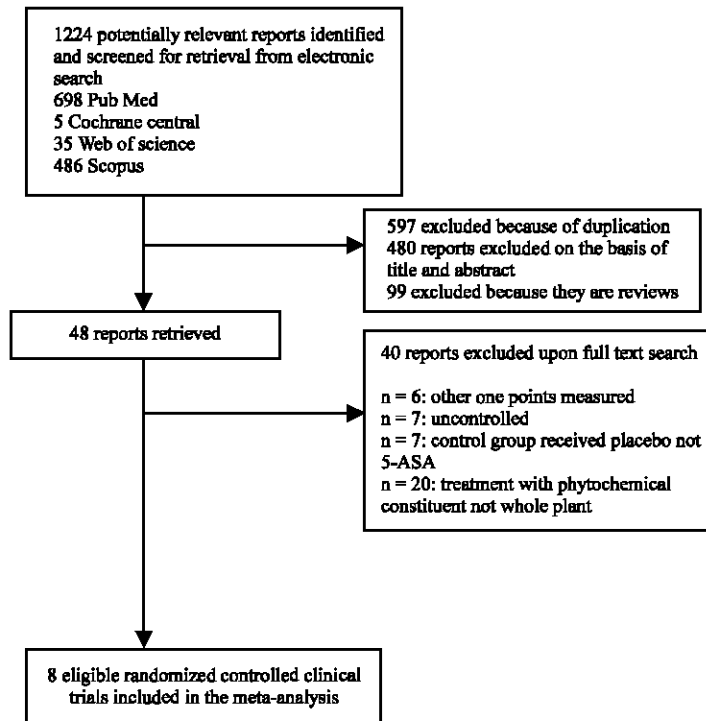 1224 potentially relevant reports identified
and screened for retrieval from electronic
search
698 Pub Med
5 Cochrane central
35 Web of science
486 Scopus
597 excluded because of duplication
480 reports excluded on the basis of
title and abstract
99 excluded because they are reviews
48 reports retrieved
40 reports excluded upon full text search
n = 6: other one points measured
n = 7: uncontrolled
n = 7: control group received placebo not
5-ASA
n = 20: treatment with phytochemical
constituent not whole plant
8 eligible randomized controlled clinical
trials included in the meta-analysis